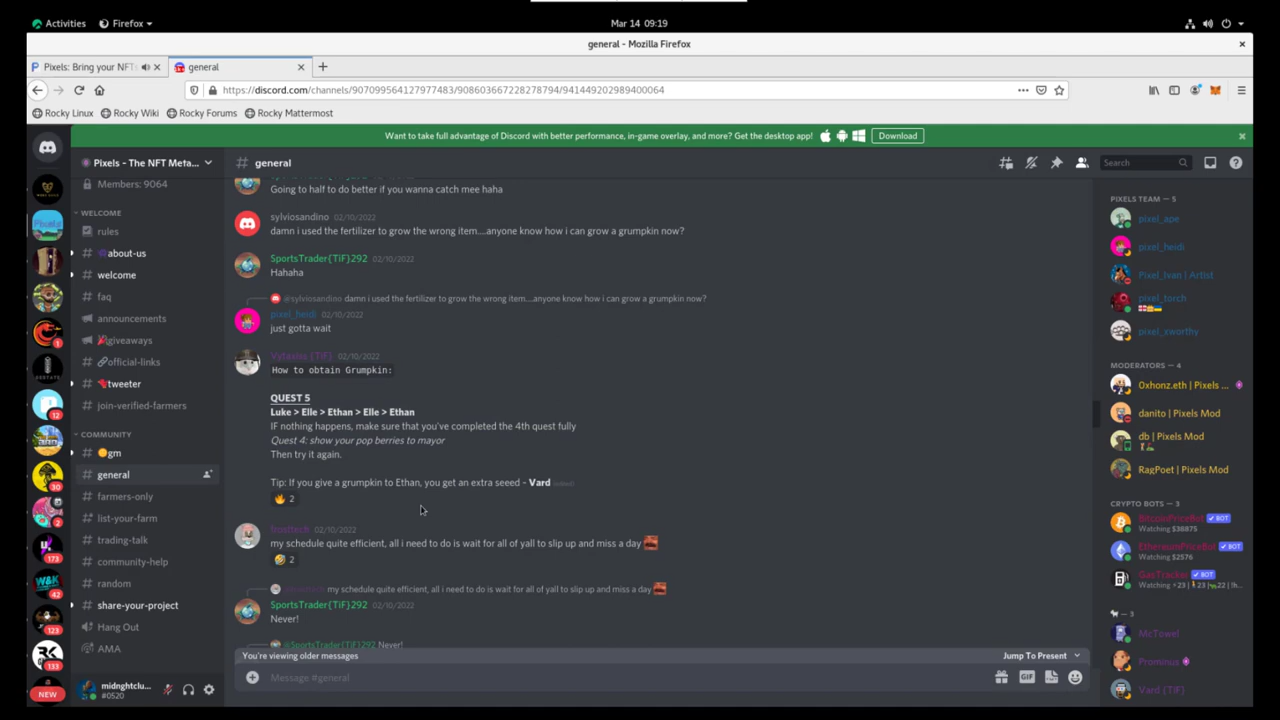 Activities
Firefox
Mar 14 09:19
general - Mozilla Firefox
Pixels: Bring your NFT
general
https://discord.com/channels/907099564127977483/908603667228278794/941449202989400064
Rocky Linux
Rocky Wiki
Rocky Forums
Rocky Mattermost
Want to take full advantage of Discord with better performance, in-game overlay, and more? Get the desktop app!
Download
Pixels - The NFT Meta...
Members: 9064
WELCOME
rules
about-us
welcome
faq
announcements
giveaways
official-links
tweeter
join-verified-farmers
COMMUNITY
gm
general
farmers-only
list-your-farm
trading-talk
community-help
random
share-your-project
Hang Out
AMA
midnghtclu...
#0520
1
12
30
2
173
42
123
133
NEW
general
Search
Going to half to do better if you wanna catch mee haha
sylviosandino 02/10/2022
damn i used the fertilizer to grow the wrong item....anyone know how i can grow a grumpkin now?
SportsTrader{TiF}292 02/10/2022
Hahaha
@sylviosandino damn i used the fertilizer to grow the wrong item....anyone know how i can grow a grumpkin now?
pixel_heidi 02/10/2022
just gotta wait
02/10/2022
How to obtain Grumpkin:
QUEST 5
Luke > Elle > Ethan > Elle > Ethan
IF nothing happens, make sure that you've completed the 4th quest fully
Quest 4: show your pop berries to mayor
Then try it again.
Tip: If you give a grumpkin to Ethan, you get an extra seeed - Vard (edited)
2
02/10/2022
my schedule quite efficient, all i need to do is wait for all of yall to slip up and miss a day
2
my schedule quite efficient, all i need to do is wait for all of yall to slip up and miss a day
SportsTrader{TiF}292 02/10/2022
Never!
@SportsTrader{TiF}292 Never!
You're viewing older messages
Jump To Present
Message #general
GIF
PIXELS TEAM — 5
pixel_ape
pixel_heidi
Pixel_Ivan | Artist
pixel_torch
pixel_xworthy
MODERATORS — 4
0xhonz.eth | Pixels ...
danito | Pixels Mod
db | Pixels Mod
RagPoet | Pixels Mod
CRYPTO BOTS — 3
BitcoinPriceBot BOT
Watching $38875
EthereumPriceBot BOT
Watching $2576
GasTracker BOT
— 3
McTowel
Prominus
Vard {TiF}